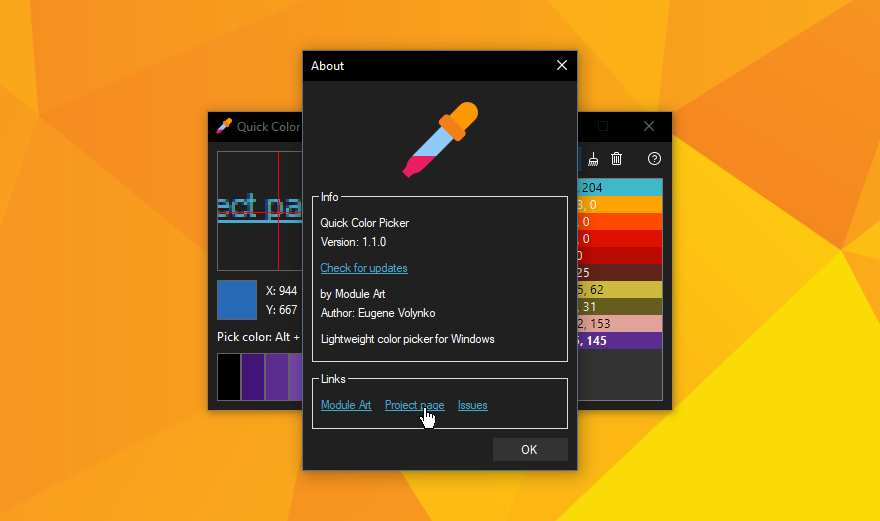 About
Quick Color
Info
Quick Color Picker
Version: 1.1.0
Check for updates
by Module Art
Author: Eugene Volynko
Lightweight color picker for Windows
Links
Module Art Project page Issues
OK
ect pa
X: 944
Y: 667
Pick color: Alt +
, 204
3, 0
, 0
, 0
0
25
5, 62
, 31
2, 153
5, 145